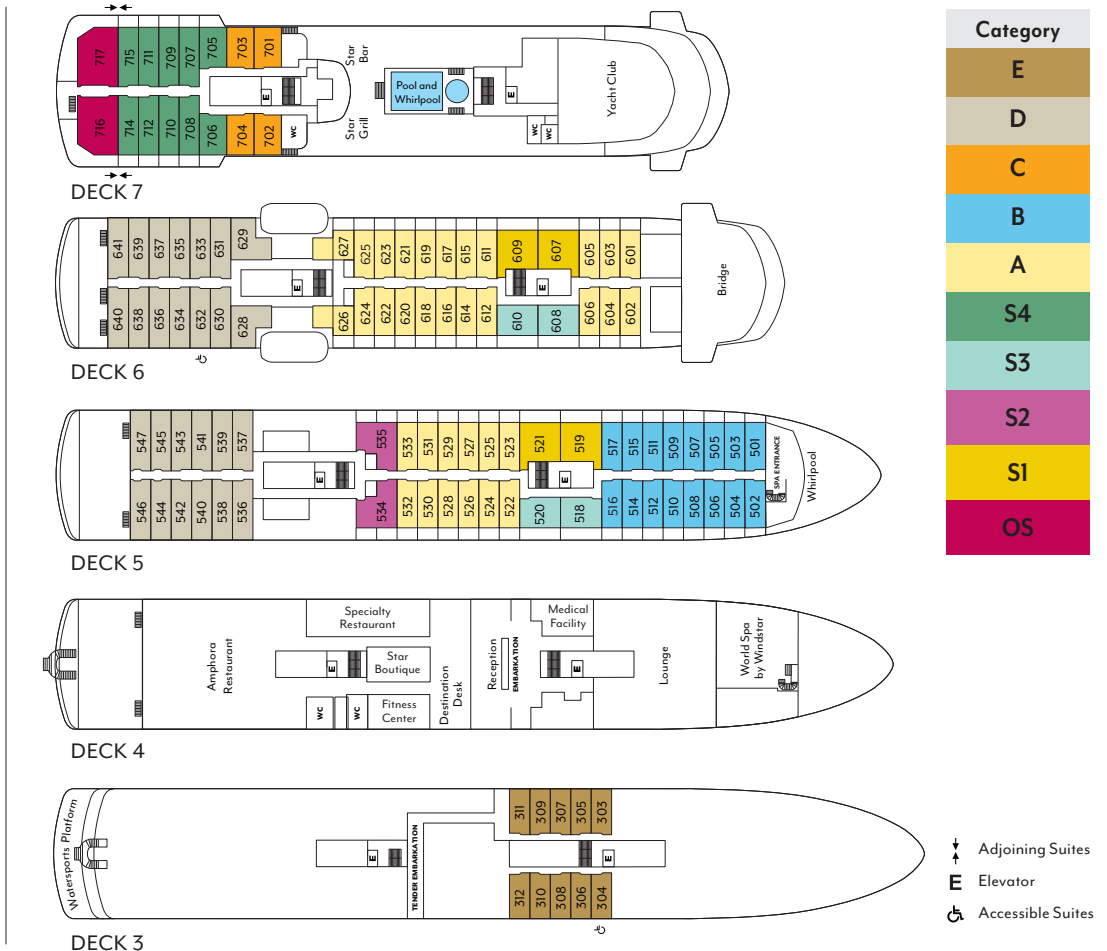 717
715
711
709
707
705
703
701
Star
Bar
Pool and
Whirlpool
E
E
Yacht Club
716
714
712
710
708
706
704
702
WC
Star
Grill
WC
WC
DECK 7
641
639
637
635
633
631
629
627
625
623
621
619
617
615
611
609
607
605
603
601
E
E
Bridge
640
638
636
634
632
630
628
626
624
622
620
618
616
614
612
610
608
606
604
602
DECK 6
547
545
543
541
539
537
535
533
531
529
527
525
523
521
519
517
515
511
509
507
505
503
501
E
E
SPA ENTRANCE
Whirlpool
546
544
542
540
538
536
534
532
530
528
526
524
522
520
518
516
514
512
510
508
506
504
502
DECK 5
Specialty
Restaurant
Medical
Facility
Amphora
Restaurant
E
Star
Boutique
Reception
EMBARKATION
E
Lounge
World Spa
by Windstar
WC
WC
Fitness
Center
Destination
Desk
DECK 4
Watersports Platform
311
309
307
305
303
E
TENDER EMBARKATION
E
312
310
308
306
304
DECK 3
Category
E
D
C
B
A
S4
S3
S2
S1
OS
Adjoining Suites
E Elevator
Accessible Suites